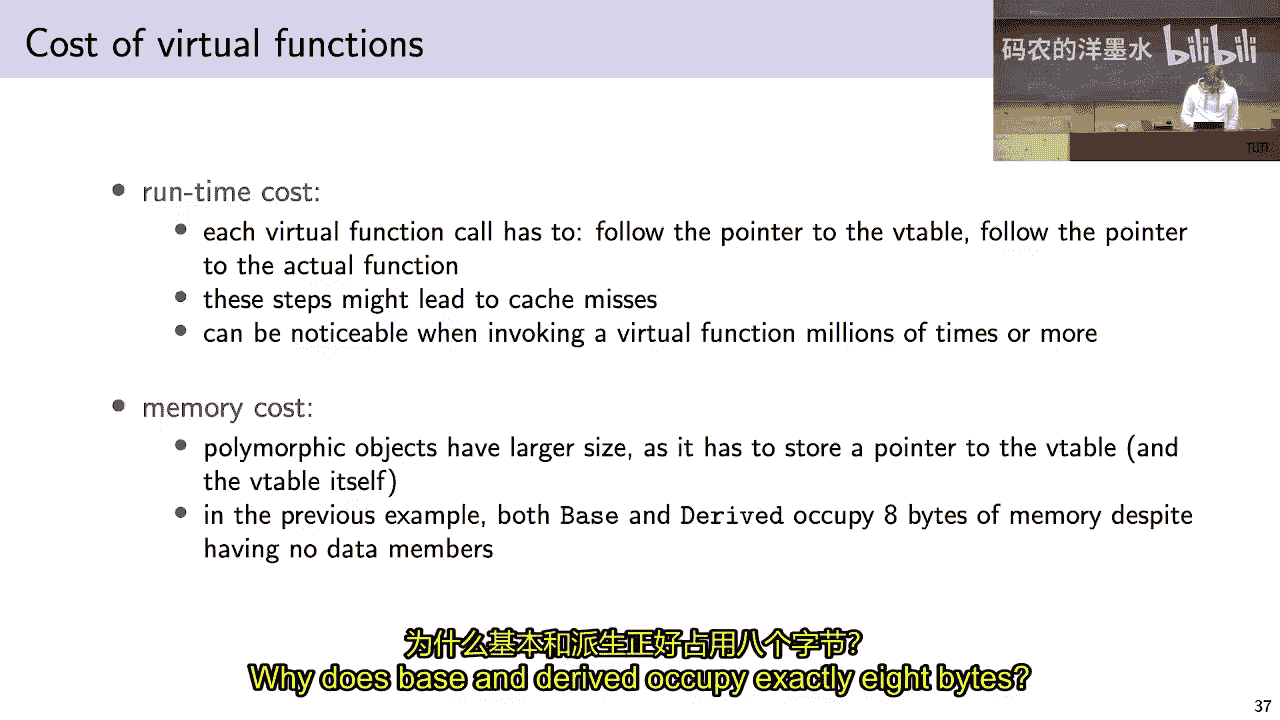 Cost of virtual functions
码农的洋墨水 bilibili
run
• run-time cost:
• each virtual function call has to: follow the pointer to the vtable, follow the pointer
to the actual function
• these steps might lead to cache misses
• can be noticeable when invoking a virtual function millions of times or more
• memory cost:
• polymorphic objects have larger size, as it has to store a pointer to the vtable (and
the vtable itself)
• in the previous example, both Base and Derived occupy 8 bytes of memory despite
having no data members
为什么基本和派生正好占用八个字节？
Why does base and derived occupy exactly eight bytes?
37